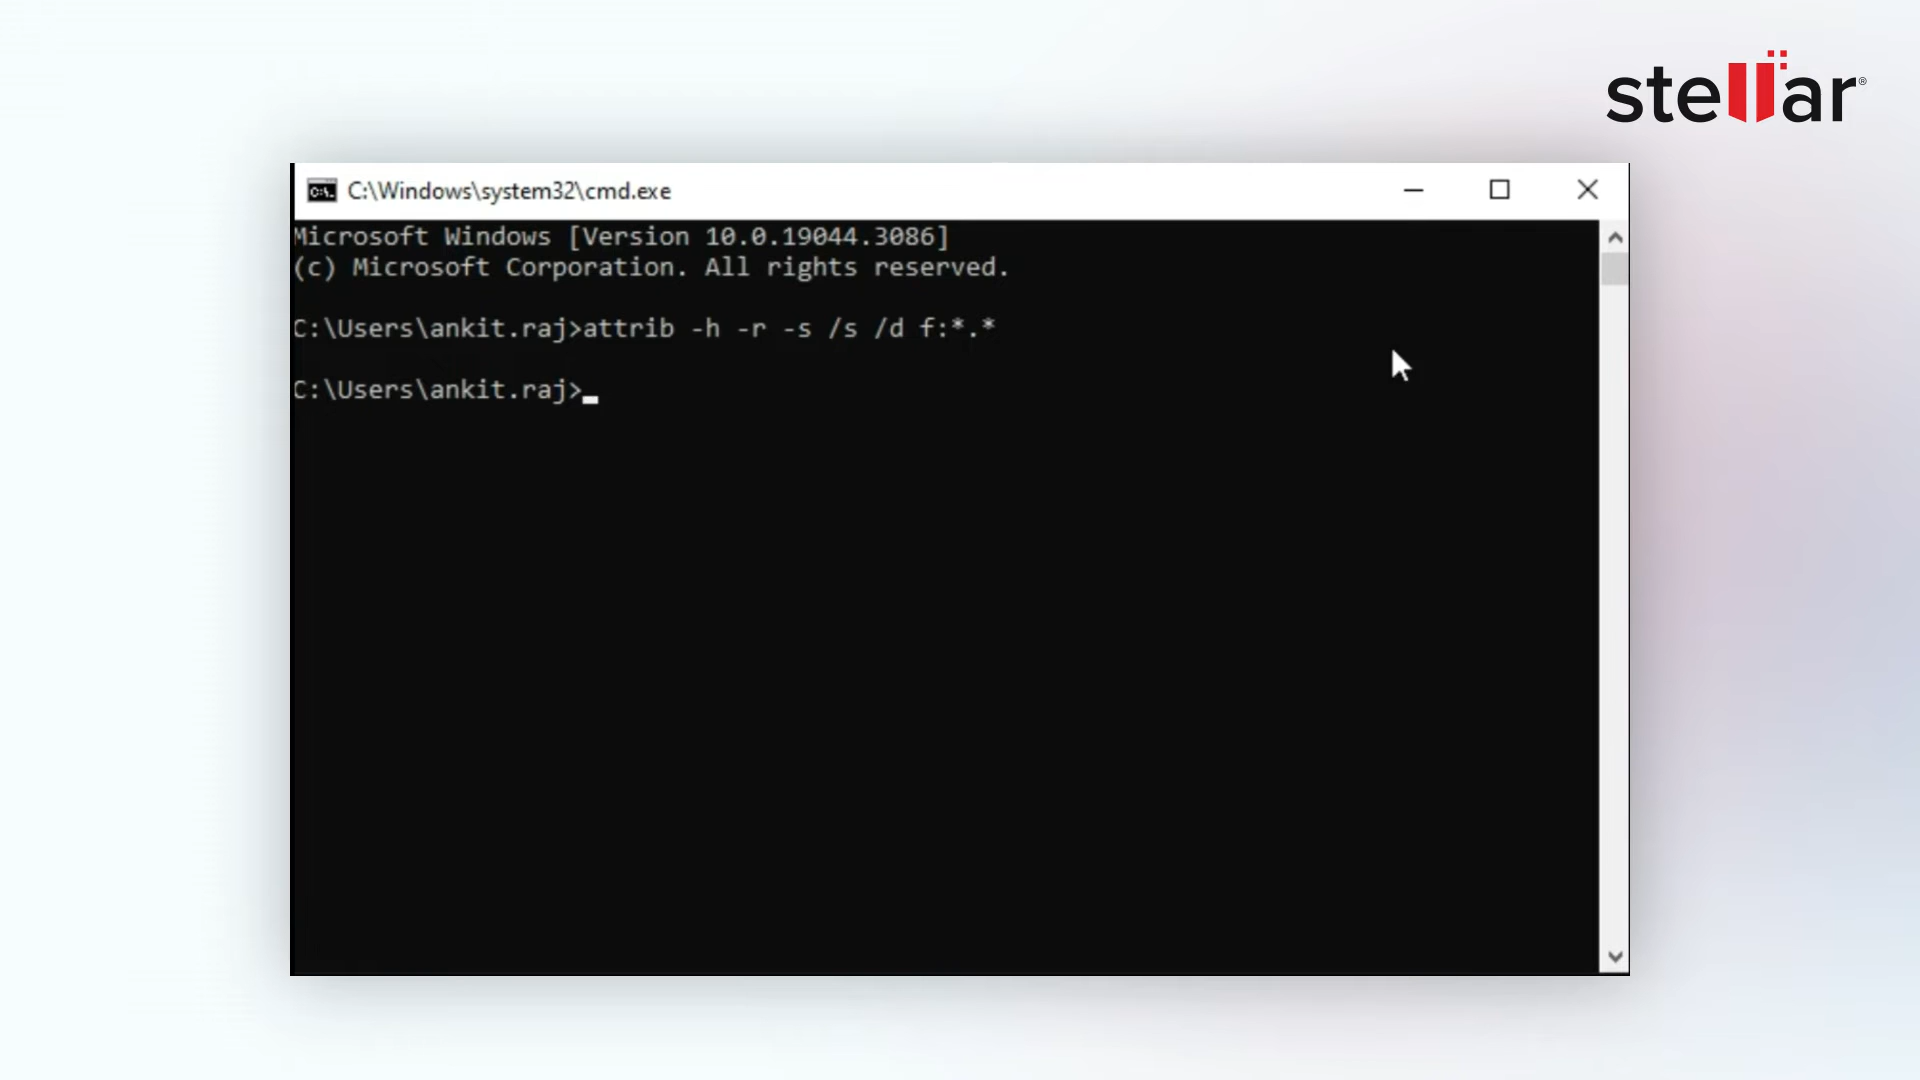 stellar®
C:\Windows\system32\cmd.exe
Microsoft Windows [Version 10.0.19044.3086]
(c) Microsoft Corporation. All rights reserved.
C:\Users\ankit.raj>attrib -h -r -s /s /d f:*.*
C:\Users\ankit.raj>